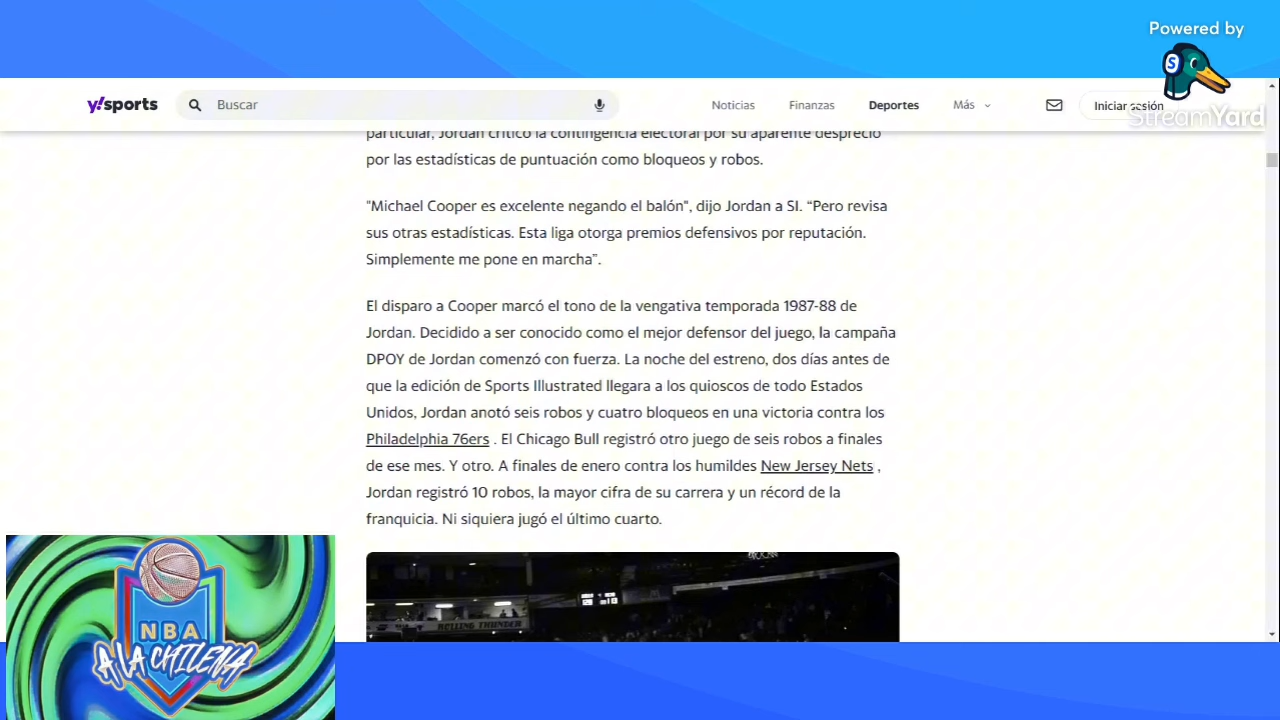 Powered by
StreamYard
y!sports
Buscar
Noticias
Finanzas
Deportes
Más
Iniciar sesión
particular, Jordan criticó la contingencia electoral por su aparente desprecio
por las estadísticas de puntuación como bloqueos y robos.
"Michael Cooper es excelente negando el balón", dijo Jordan a SI. “Pero revisa
sus otras estadísticas. Esta liga otorga premios defensivos por reputación.
Simplemente me pone en marcha”.
El disparo a Cooper marcó el tono de la vengativa temporada 1987-88 de
Jordan. Decidido a ser conocido como el mejor defensor del juego, la campaña
DPOY de Jordan comenzó con fuerza. La noche del estreno, dos días antes de
que la edición de Sports Illustrated llegara a los quioscos de todo Estados
Unidos, Jordan anotó seis robos y cuatro bloqueos en una victoria contra los
Philadelphia 76ers . El Chicago Bull registró otro juego de seis robos a finales
de ese mes. Y otro. A finales de enero contra los humildes New Jersey Nets ,
Jordan registró 10 robos, la mayor cifra de su carrera y un récord de la
franquicia. Ni siquiera jugó el último cuarto.
ROLLING THUNDER
NBA
A LA CHILENA